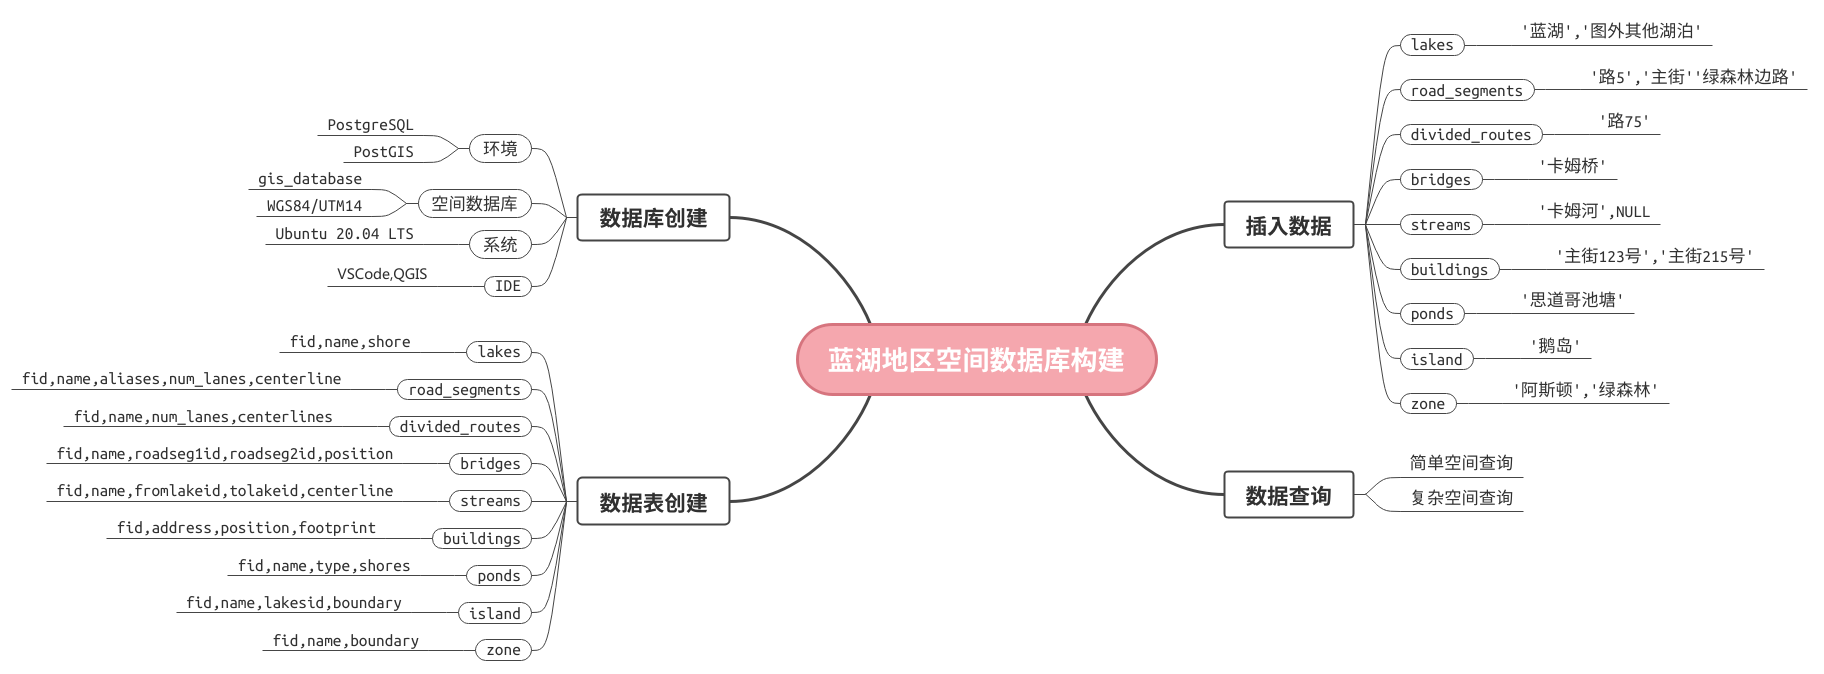 蓝湖地区空间数据库构建
数据库创建
环境
PostgreSQL
PostGIS
空间数据库
gis_database
WGS84/UTM14
系统
Ubuntu 20.04 LTS
IDE
VSCode,QGIS
数据表创建
lakes
fid,name,shore
road_segments
fid,name,aliases,num_lanes,centerline
divided_routes
fid,name,num_lanes,centerlines
bridges
fid,name,roadseg1id,roadseg2id,position
streams
fid,name,fromlakeid,tolakeid,centerline
buildings
fid,address,position,footprint
ponds
fid,name,type,shores
island
fid,name,lakesid,boundary
zone
fid,name,boundary
插入数据
lakes
'蓝湖','图外其他湖泊'
road_segments
'路5','主街''绿森林边路'
divided_routes
'路75'
bridges
'卡姆桥'
streams
'卡姆河',NULL
buildings
'主街123号','主街215号'
ponds
'思道哥池塘'
island
'鹅岛'
zone
'阿斯顿','绿森林'
数据查询
简单空间查询
复杂空间查询